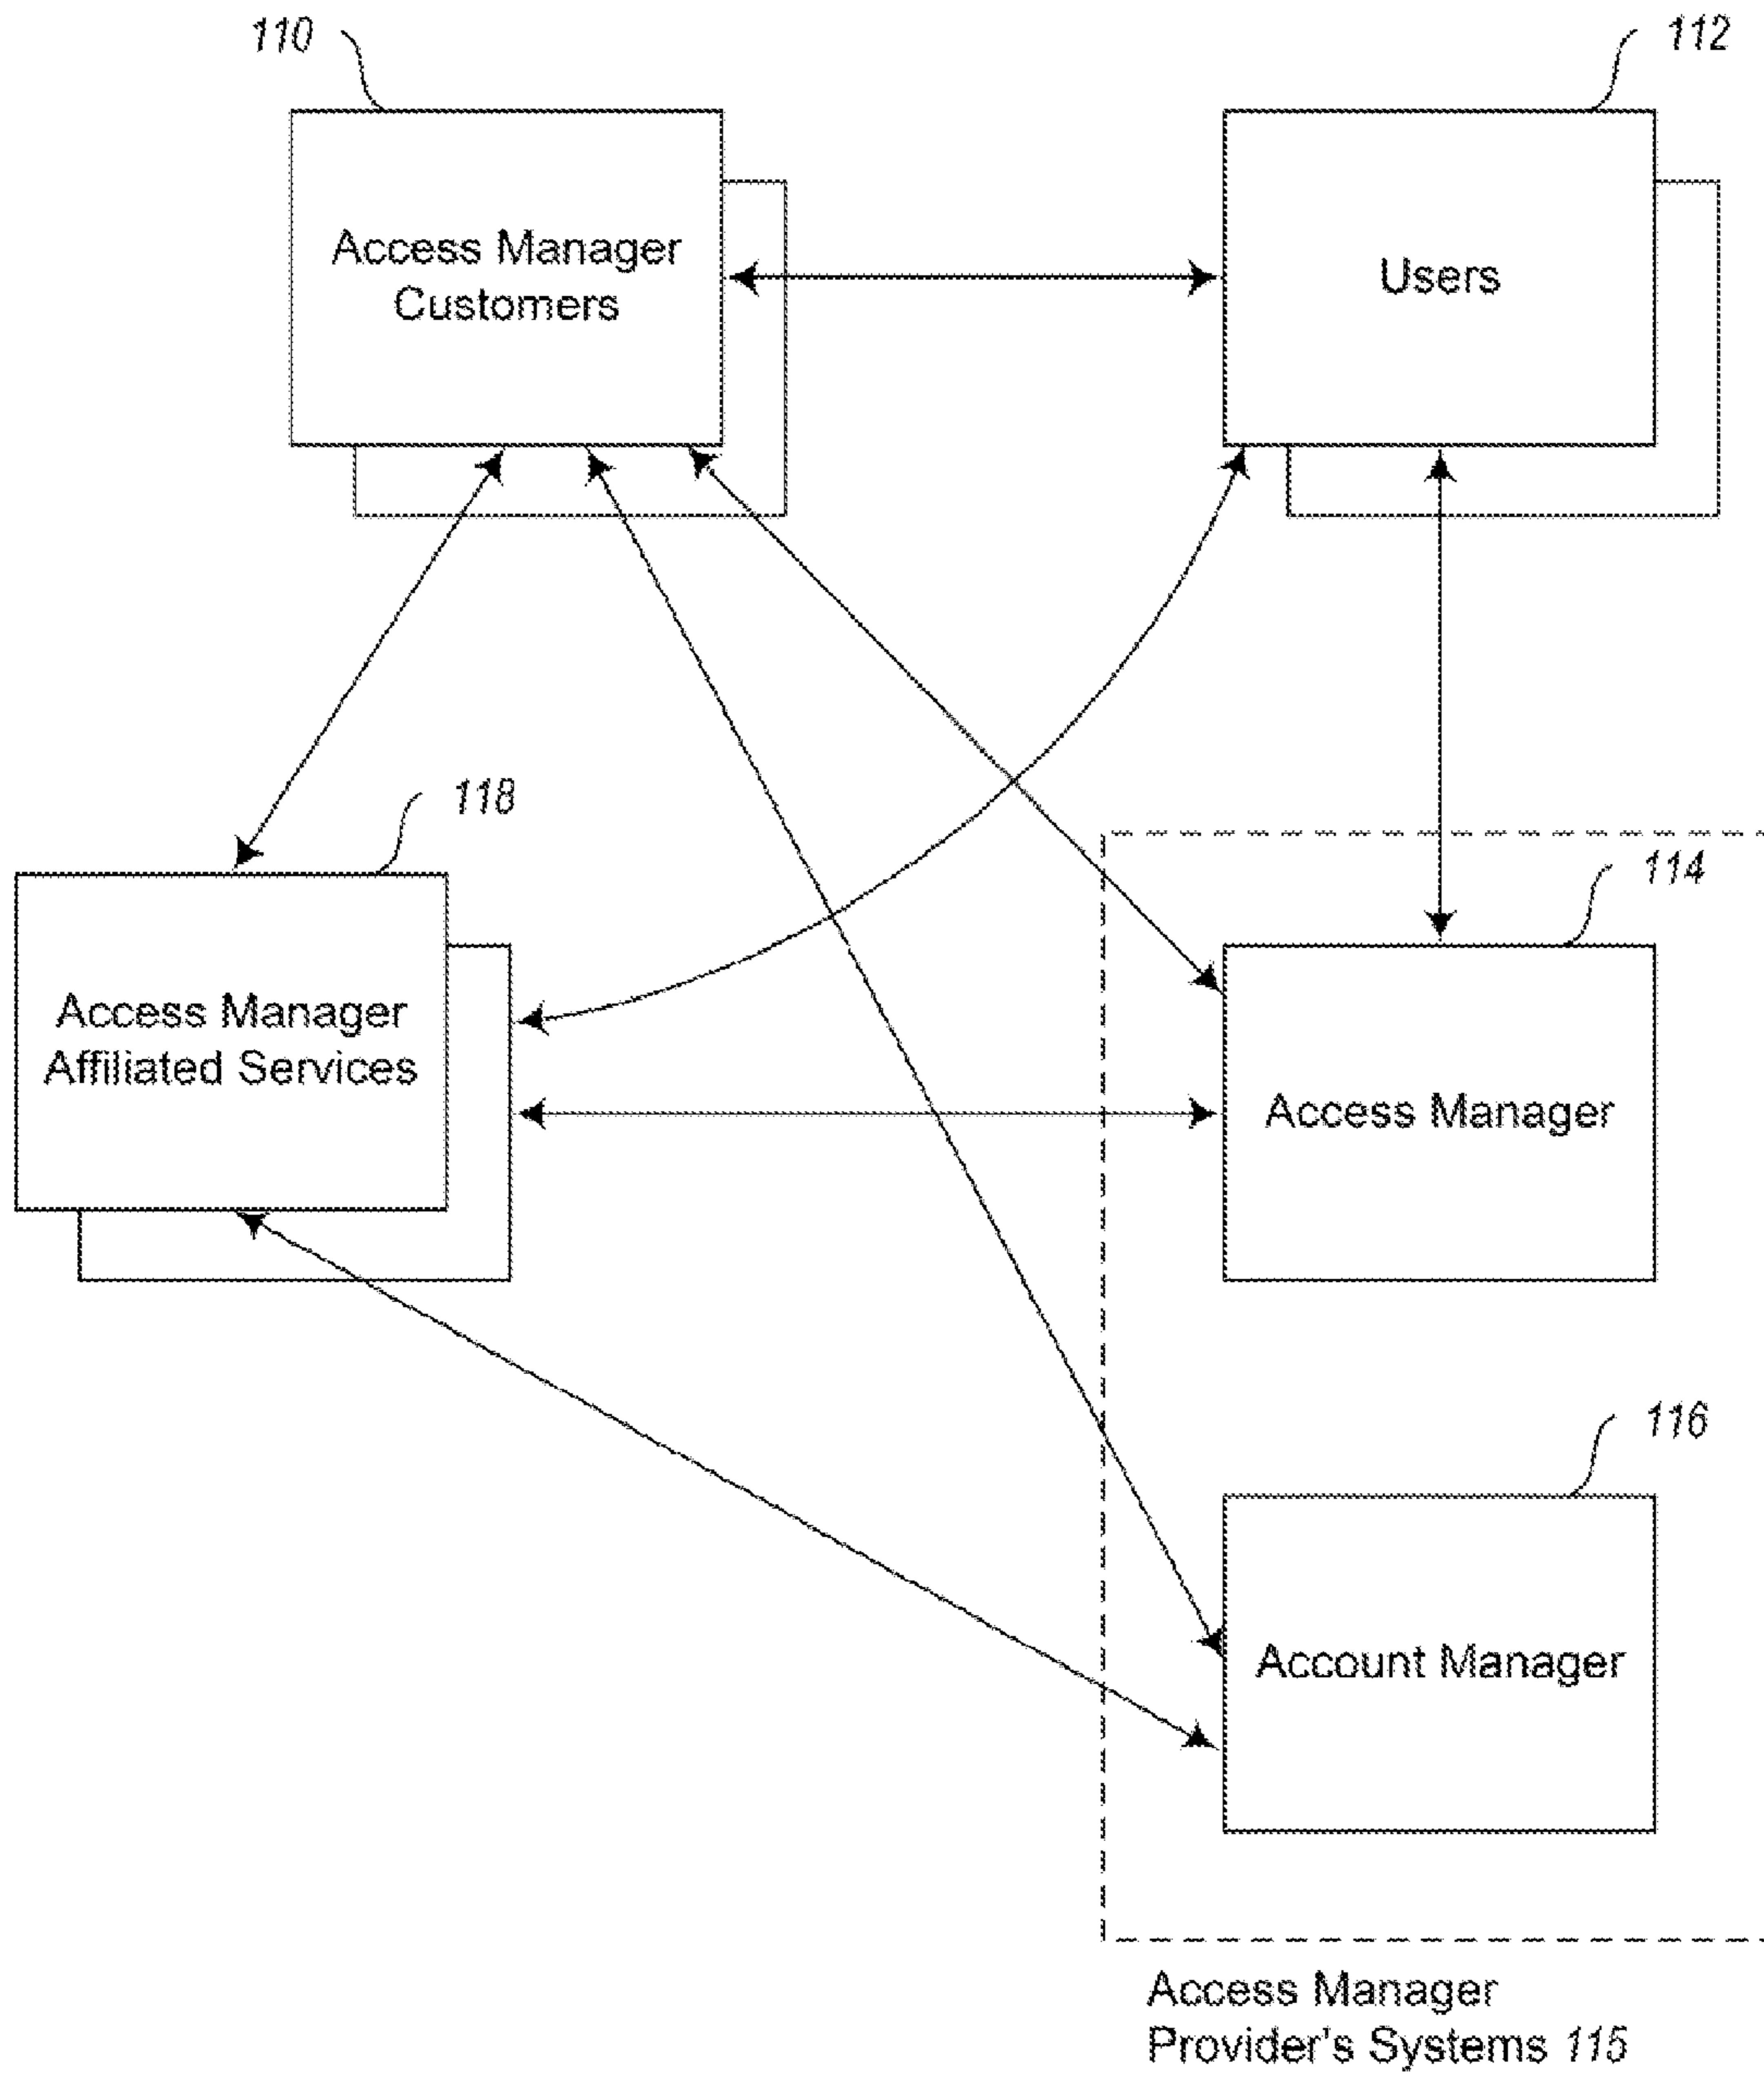 110
112
Access Manager
Customers
Users
118
114
Access Manager
Affiliated Services
Access Manager
116
Account Manager
Access Manager
Provider's Systems 115